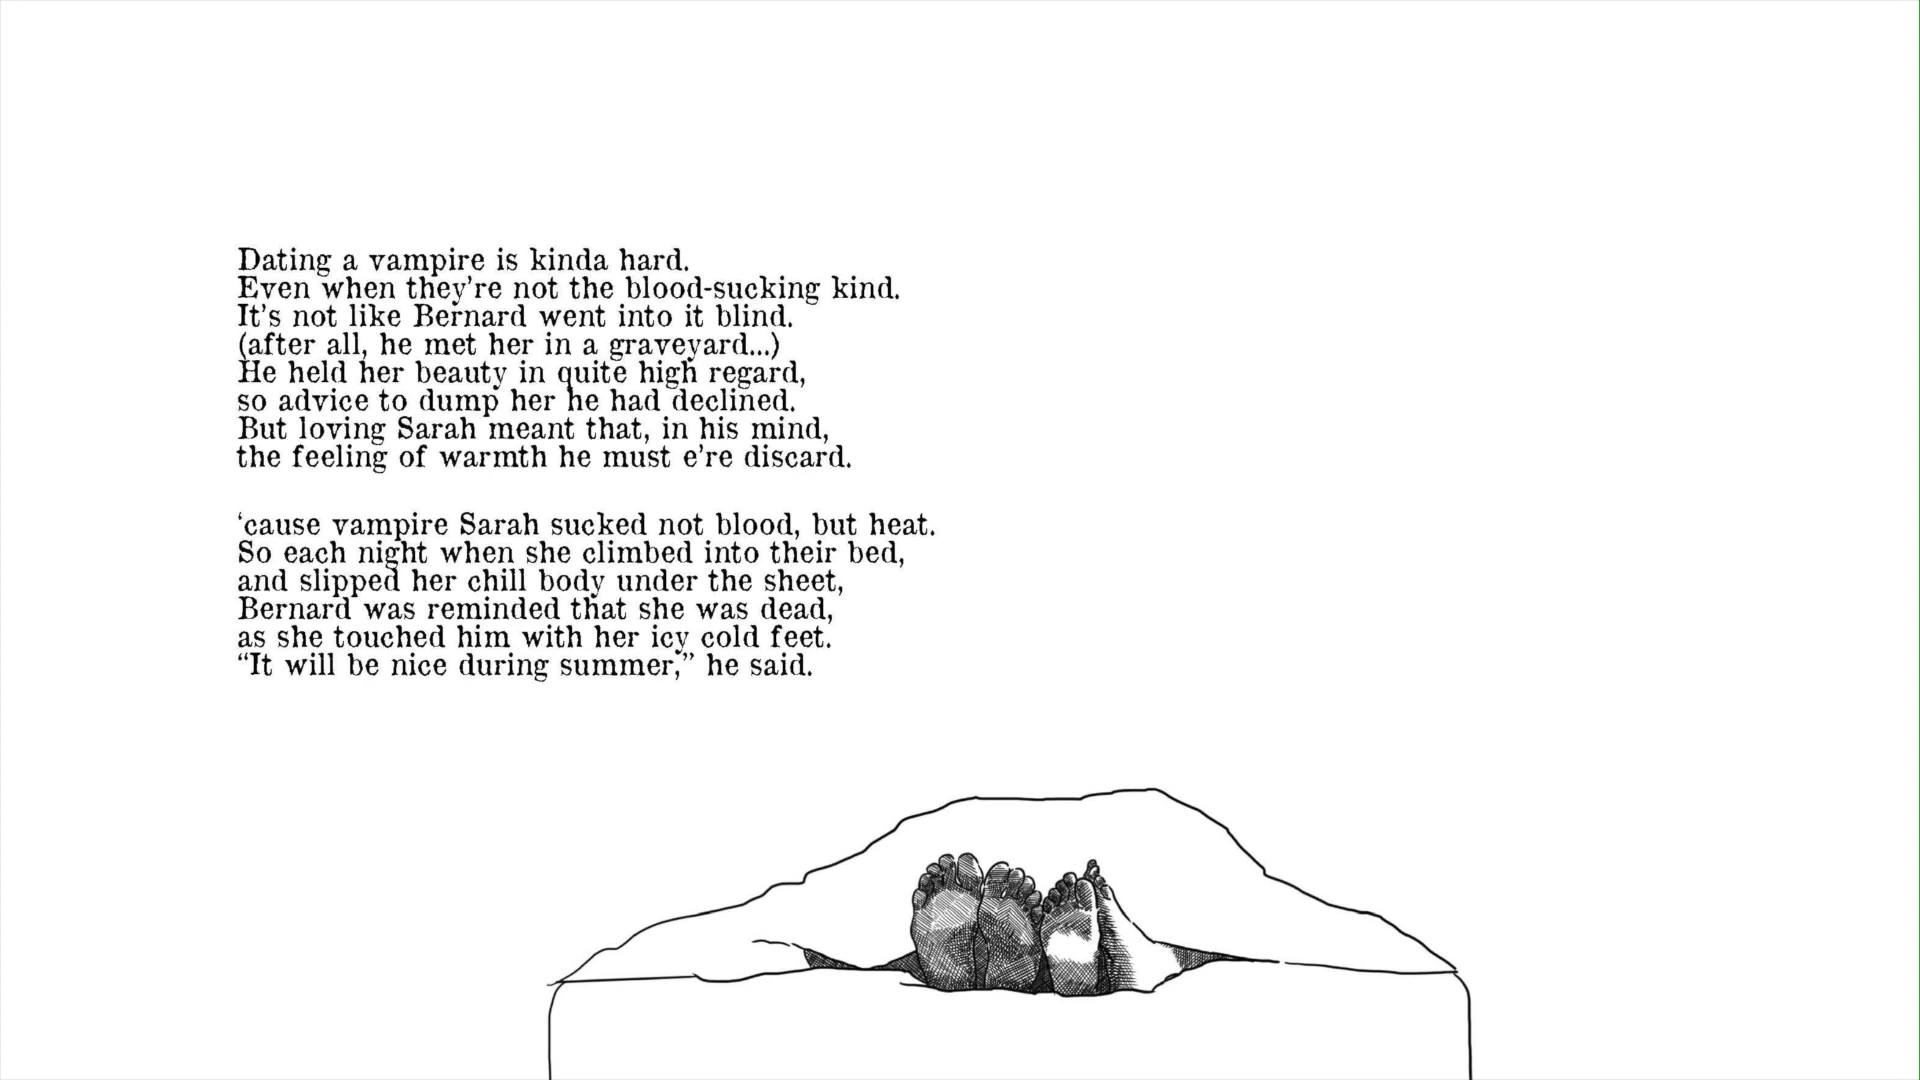 Dating a vampire is kinda hard.
Even when they're not the blood-sucking kind.
It's not like Bernard went into it blind.
(after all, he met her in a graveyard...)
He held her beauty in quite high regard,
so advice to dump her he had declined.
But loving Sarah meant that, in his mind,
the feeling of warmth he must e're discard.
‘cause vampire Sarah sucked not blood, but heat.
So each night when she climbed into their bed,
and slipped her chill body under the sheet,
Bernard was reminded that she was dead,
as she touched him with her icy cold feet.
“It will be nice during summer,” he said.